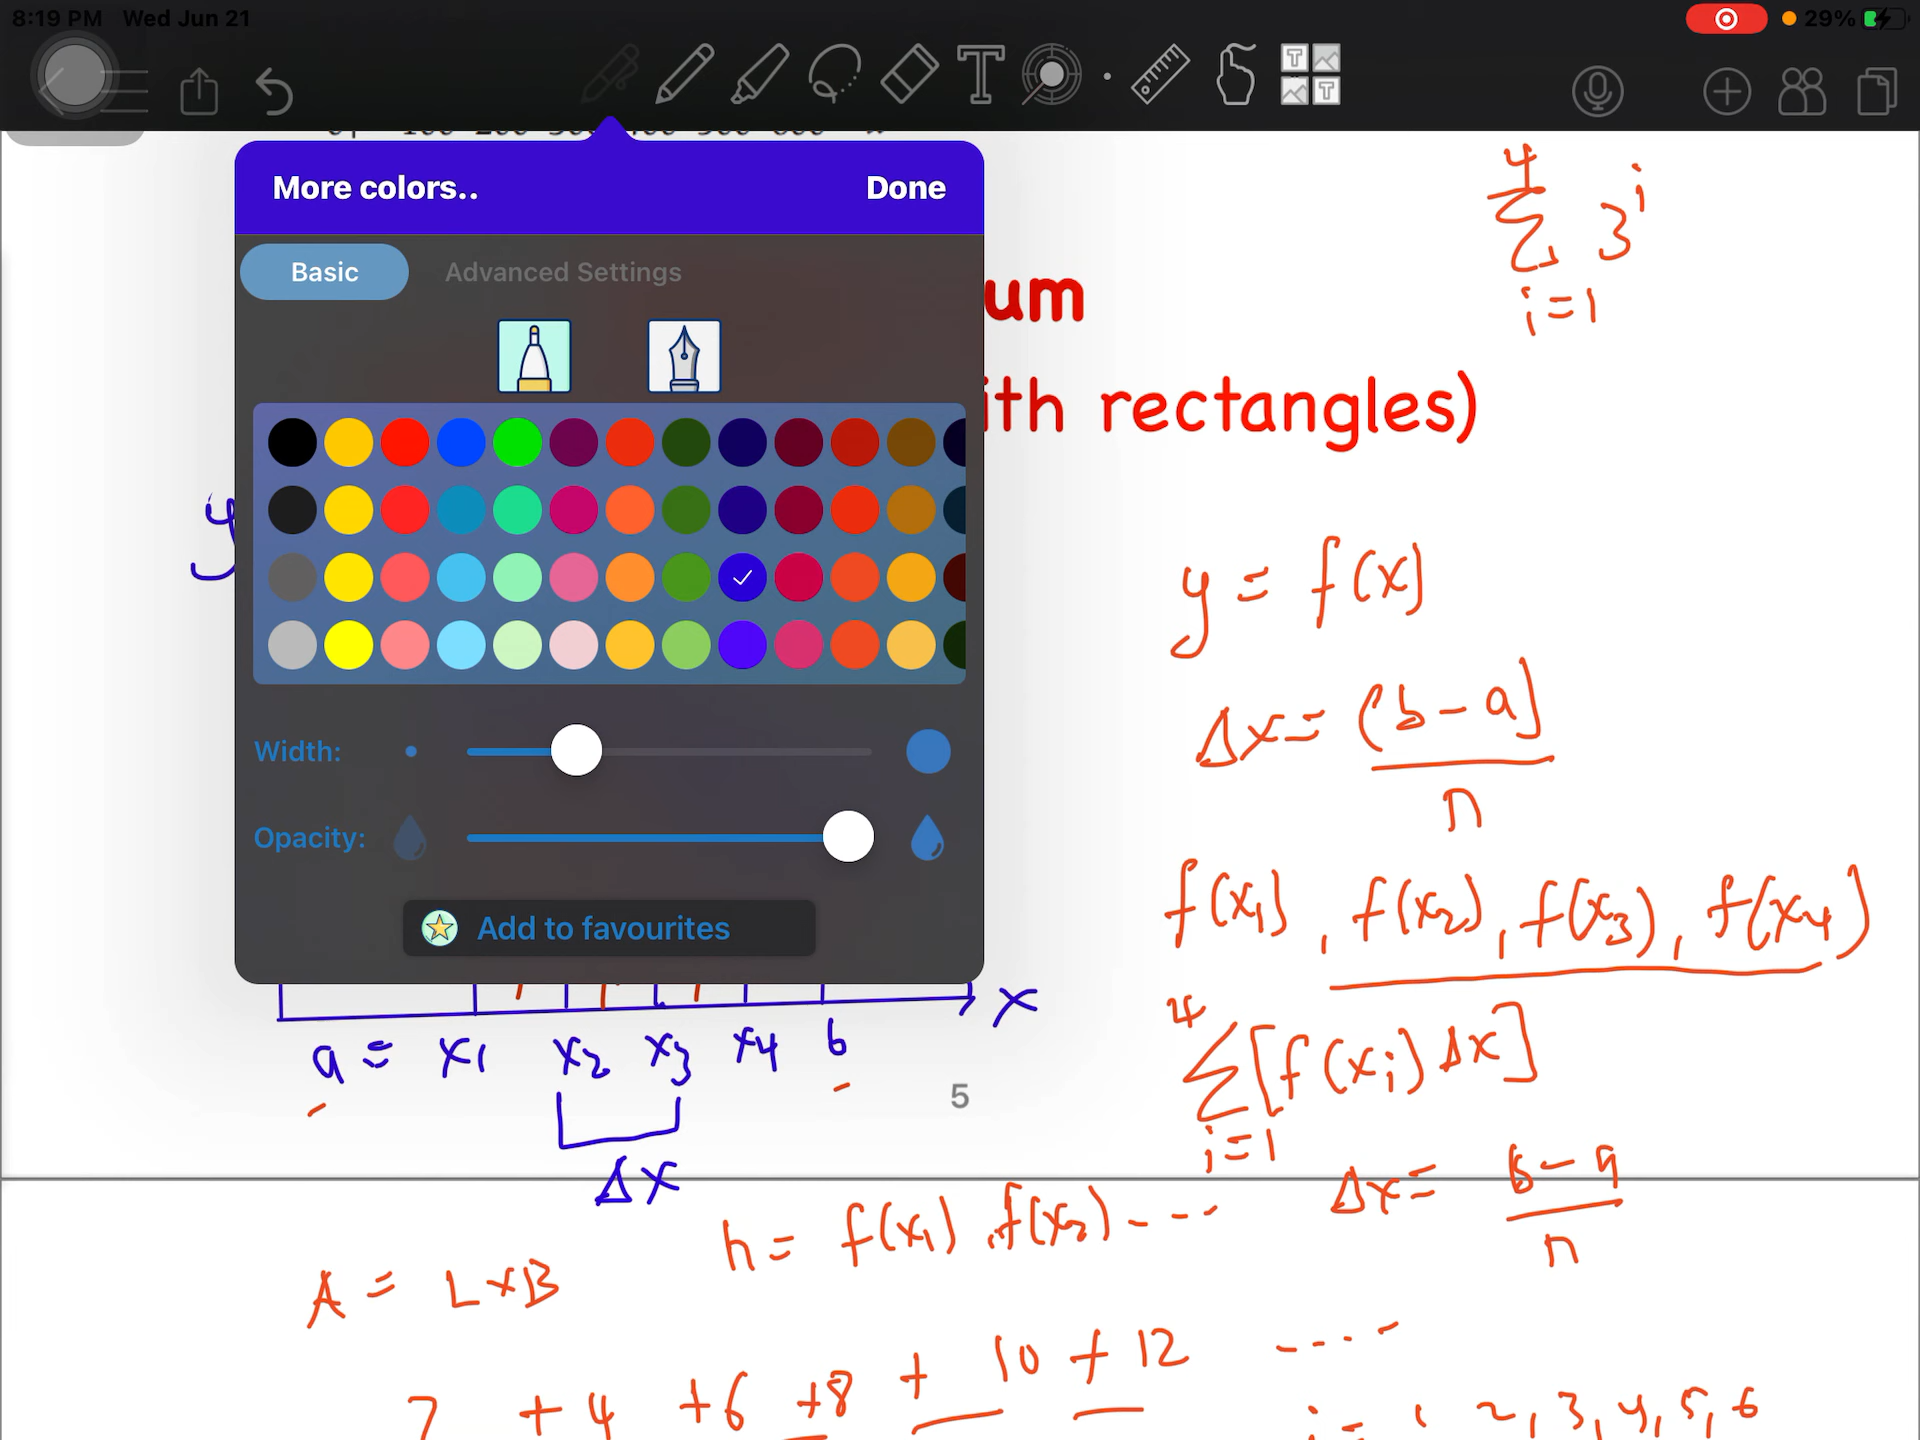 8:19 PM Wed Jun 21
29%
More colors..
Done
Basic
Advanced Settings
um
ith rectangles)
Width:
Opacity:
Add to favourites
4
∑ 3^i
i=1
y
y = f(x)
Δx = (b - a)
n
f(x1), f(x2), f(x3), f(x4)
4
∑ [f(xi) Δx]
i=1
x
a = x1 x2 x3 x4 b
5
Δx
Δx = b - a
n
h = f(x1), f(x2) - - - -
A = L x B
2 + 4 + 6 + 8 + 10 + 12 - - - -
i = 1 2, 3, 4, 5, 6